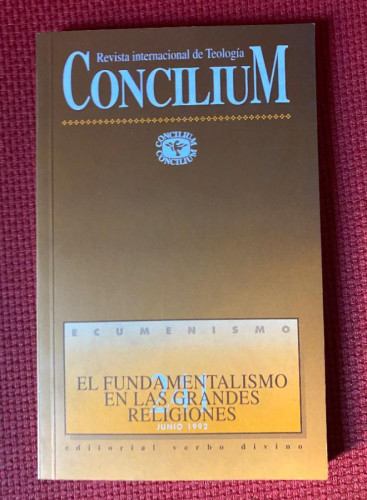 Revista internacional de Teología
CONCILIUM
CONCILIUM
CONCILIUM
ECUMENISMO
241
EL FUNDAMENTALISMO
EN LAS GRANDES
RELIGIONES
JUNIO 1992
editorial verbo divino